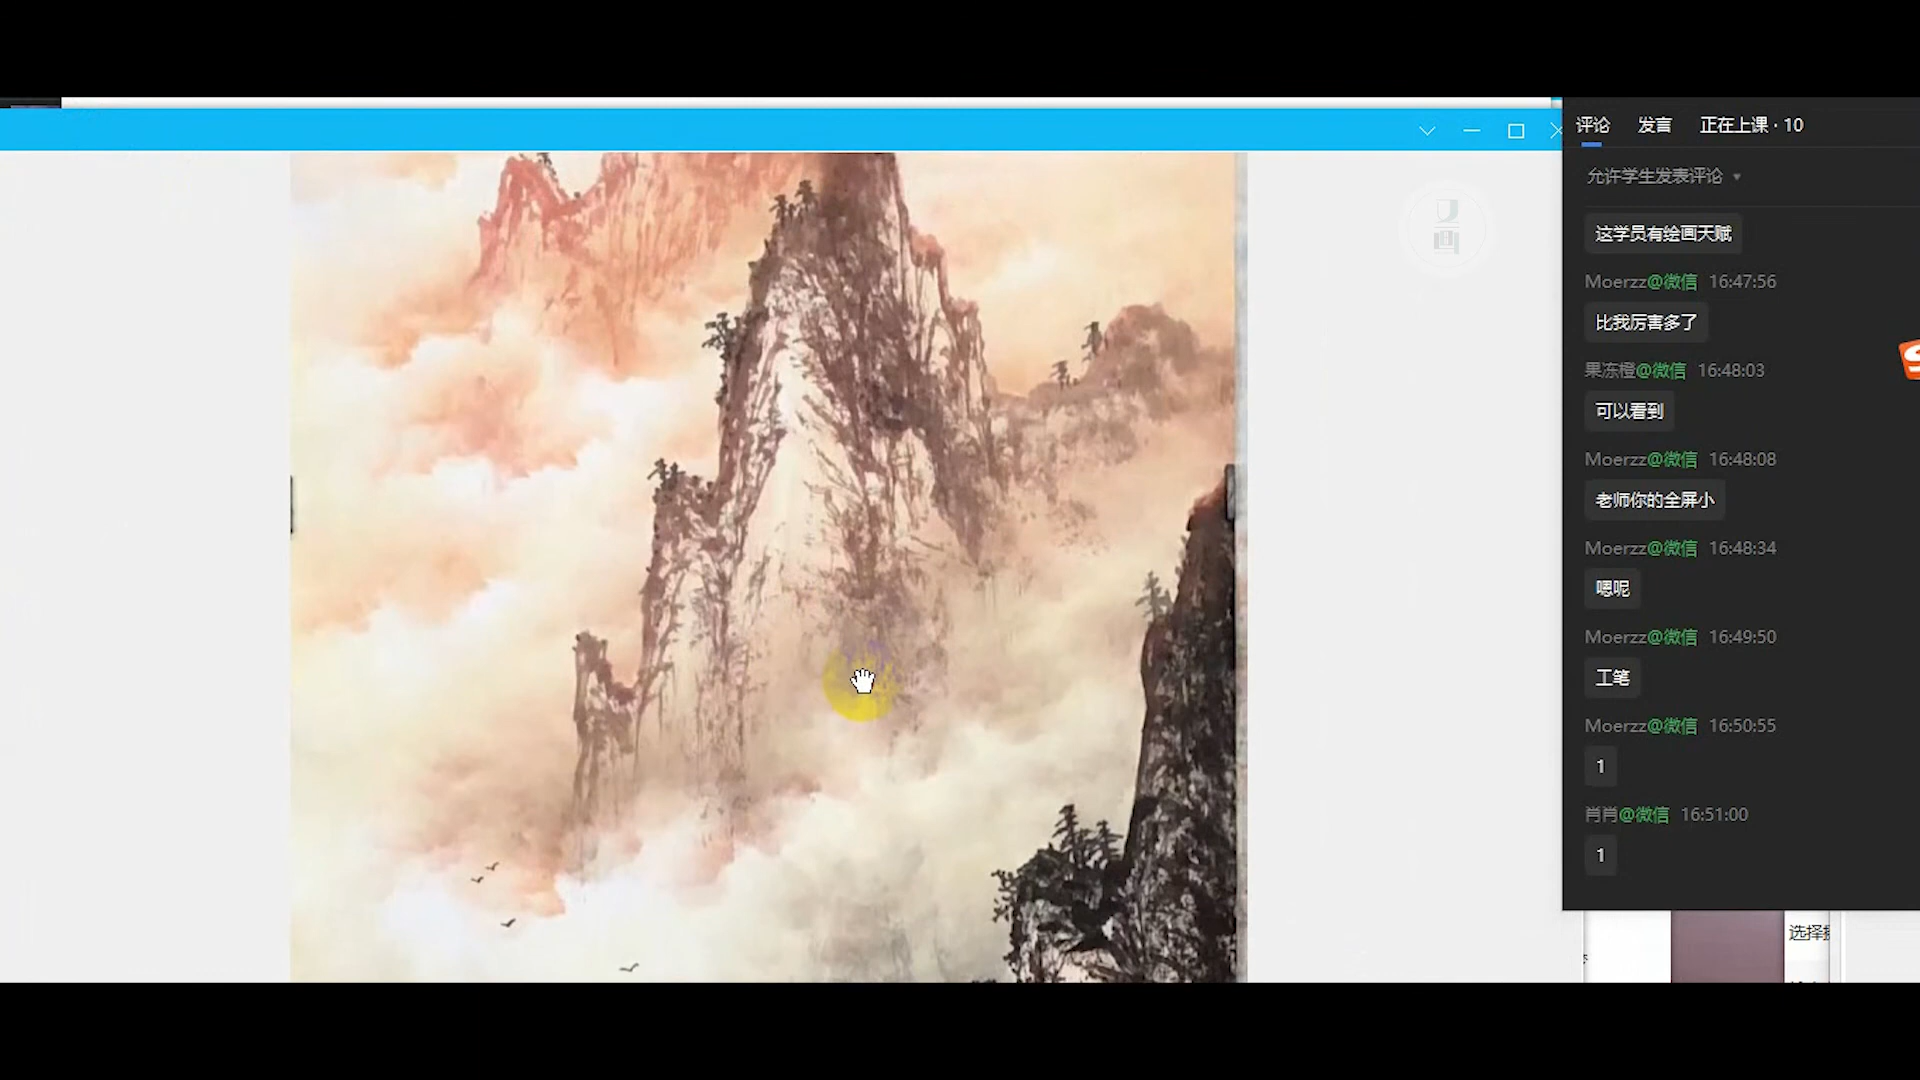 评论 发言 正在上课 · 10
允许学生发表评论
这学员有绘画天赋
Moerzz@微信 16:47:56
比我厉害多了
果冻橙@微信 16:48:03
可以看到
Moerzz@微信 16:48:08
老师你的全屏小
Moerzz@微信 16:48:34
嗯呢
Moerzz@微信 16:49:50
工笔
Moerzz@微信 16:50:55
1
肖肖@微信 16:51:00
1
选择